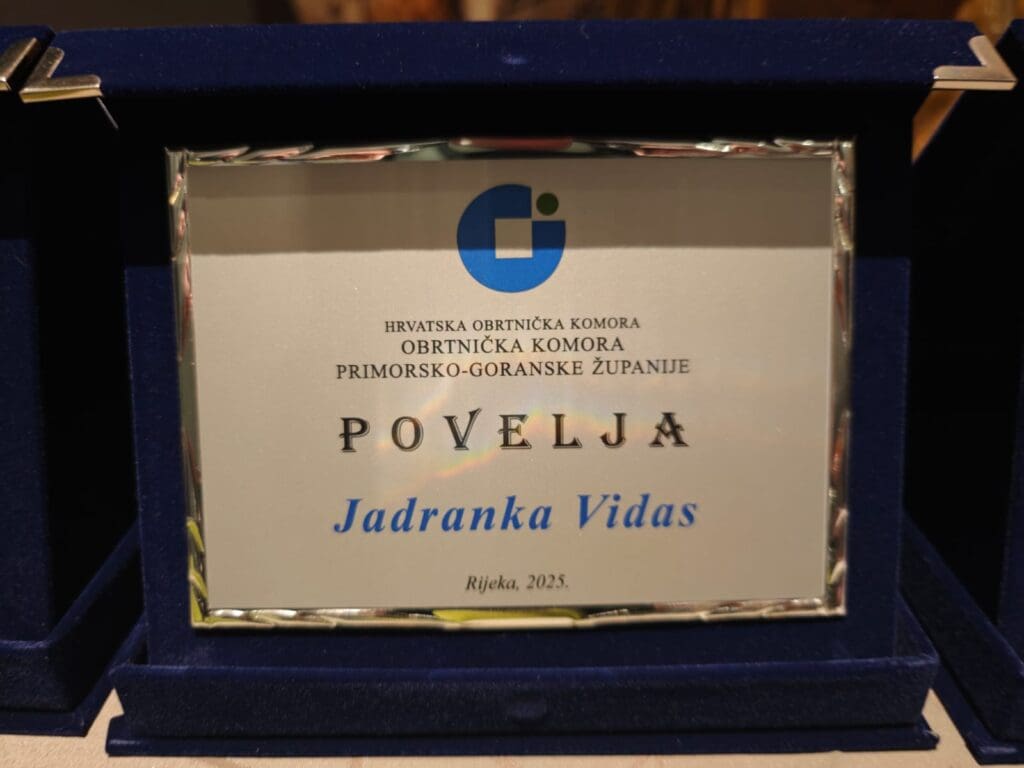 HRVATSKA OBRTNIČKA KOMORA
OBRTNIČKA KOMORA
PRIMORSKO-GORANSKE ŽUPANIJE
POVELJA
Jadranka Vidas
Rijeka, 2025.